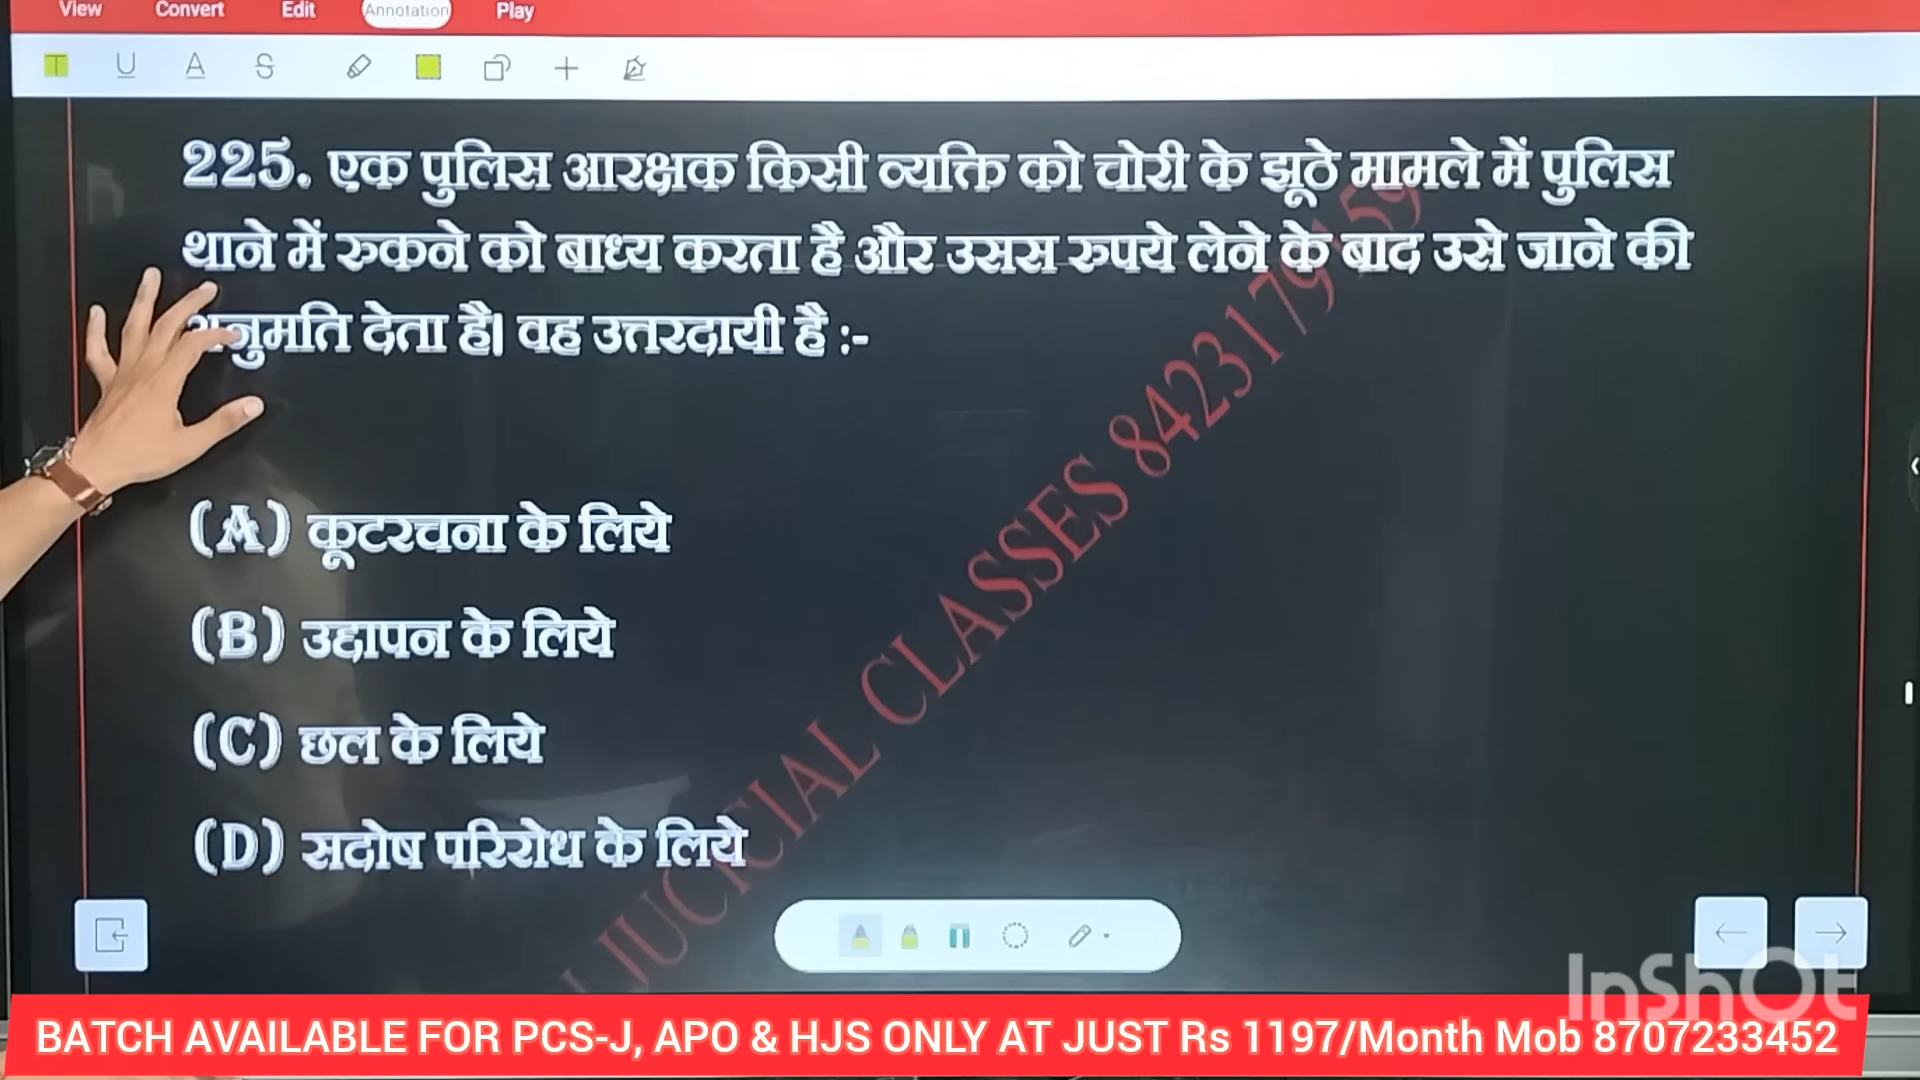 View Convert Edit Annotation Play
T U A S
225. एक पुलिस आरक्षक किसी व्यक्ति को चोरी के झूठे मामले में पुलिस
थाने में रुकने को बाध्य करता है और उसस रुपये लेने के बाद उसे जाने की
अनुमति देता है। वह उत्तरदायी है :-
(A) कूटरचना के लिये
(B) उद्दापन के लिये
(C) छल के लिये
(D) सदोष परिरोध के लिये
JUCICIAL CLASSES 8423179159
InShOt
BATCH AVAILABLE FOR PCS-J, APO & HJS ONLY AT JUST Rs 1197/Month Mob 8707233452